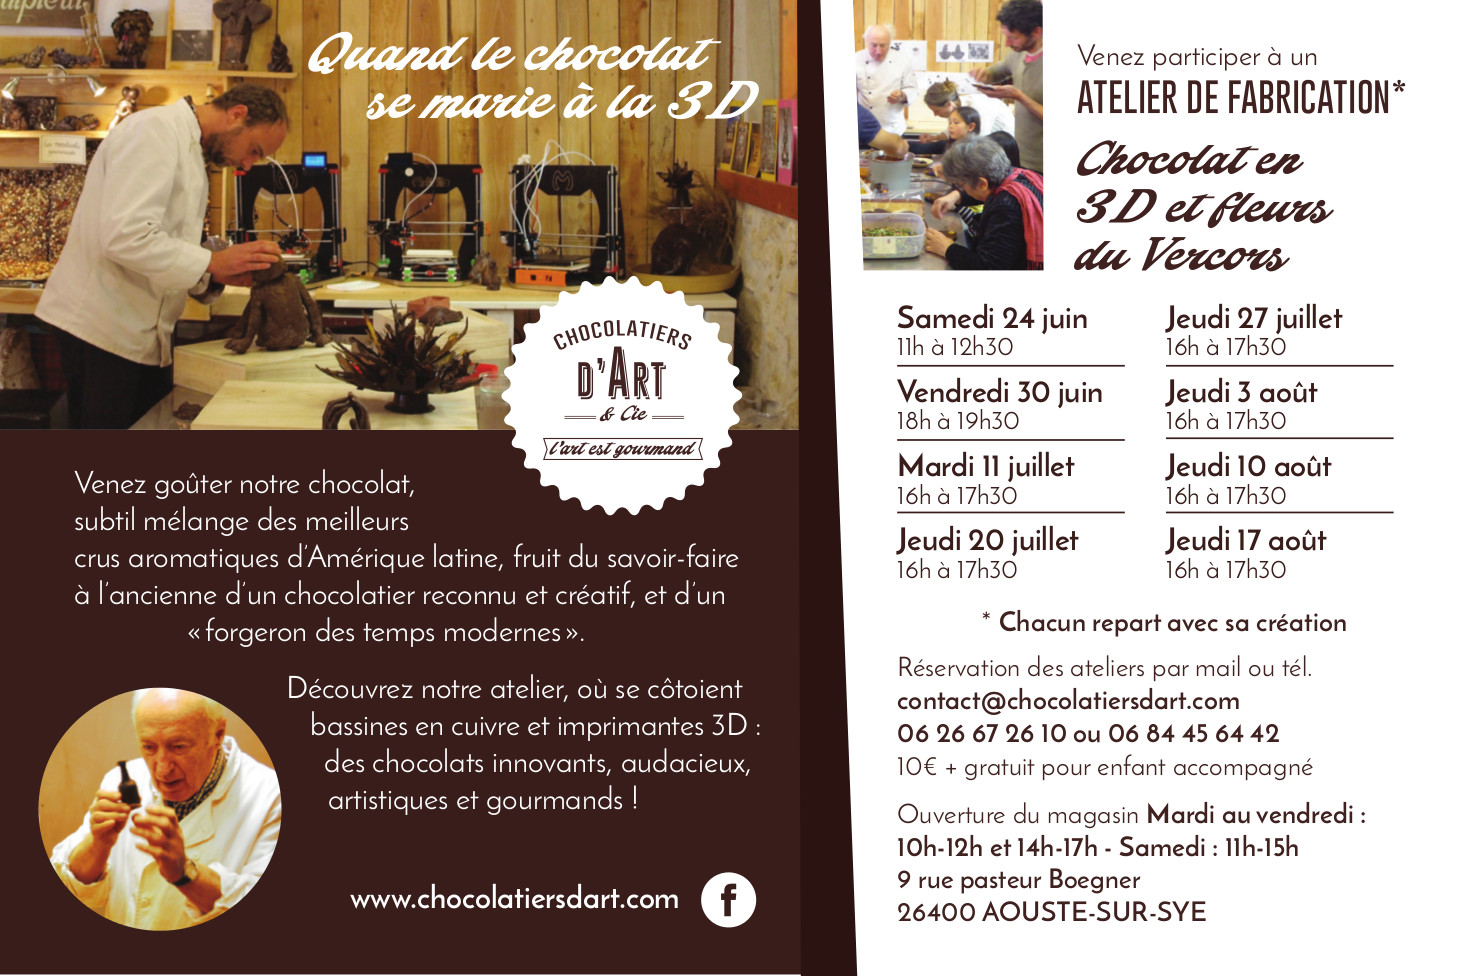 Quand le chocolat
se marie à la 3D
CHOCOLATIERS
D'ART
& Cie
l'art est gourmand
Venez goûter notre chocolat,
subtil mélange des meilleurs
crus aromatiques d'Amérique latine, fruit du savoir-faire
à l'ancienne d'un chocolatier reconnu et créatif, et d'un
« forgeron des temps modernes ».
Découvrez notre atelier, où se côtoient
bassines en cuivre et imprimantes 3D :
des chocolats innovants, audacieux,
artistiques et gourmands !
www.chocolatiersdart.com
f
Venez participer à un
ATELIER DE FABRICATION*
Chocolat en
3D et fleurs
du Vercors
Samedi 24 juin
11h à 12h30
Vendredi 30 juin
18h à 19h30
Mardi 11 juillet
16h à 17h30
Jeudi 20 juillet
16h à 17h30
Jeudi 27 juillet
16h à 17h30
Jeudi 3 août
16h à 17h30
Jeudi 10 août
16h à 17h30
Jeudi 17 août
16h à 17h30
* Chacun repart avec sa création
Réservation des ateliers par mail ou tél.
contact@chocolatiersdart.com
06 26 67 26 10 ou 06 84 45 64 42
10€ + gratuit pour enfant accompagné
Ouverture du magasin Mardi au vendredi :
10h-12h et 14h-17h - Samedi : 11h-15h
9 rue pasteur Boegner
26400 AOUSTE-SUR-SYE